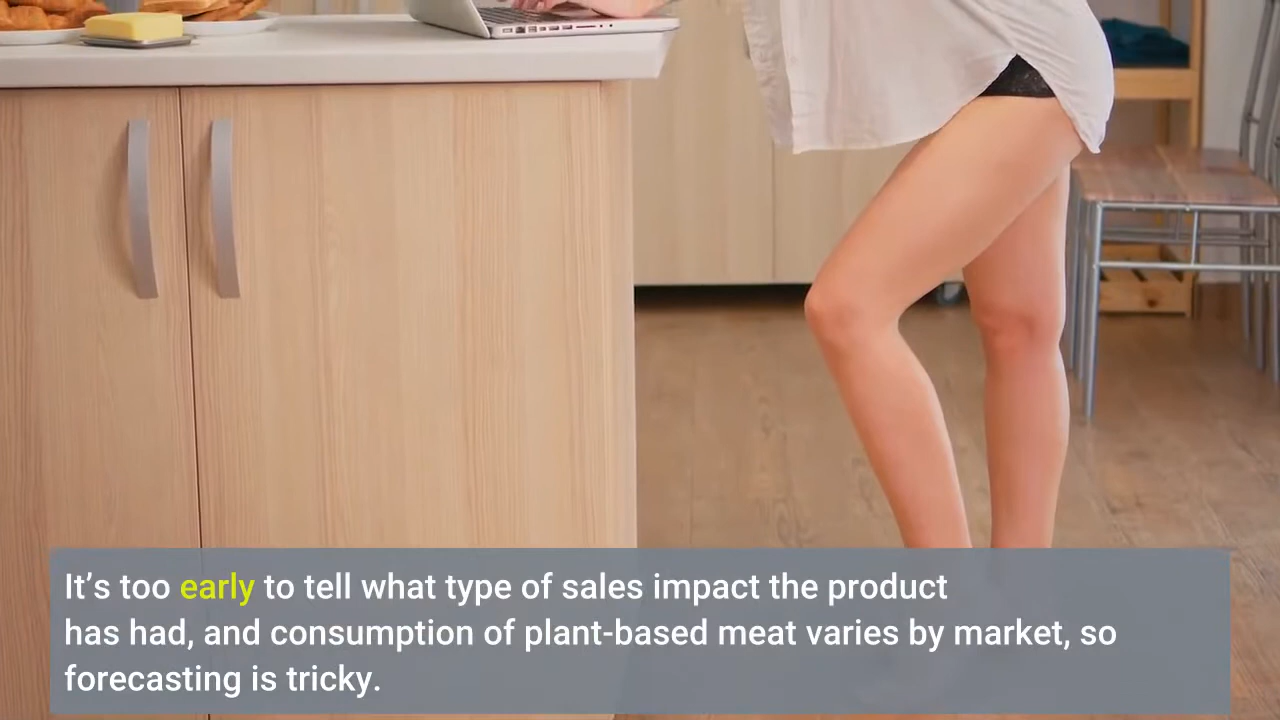 It’s too early to tell what type of sales impact the product
has had, and consumption of plant-based meat varies by market, so
forecasting is tricky.